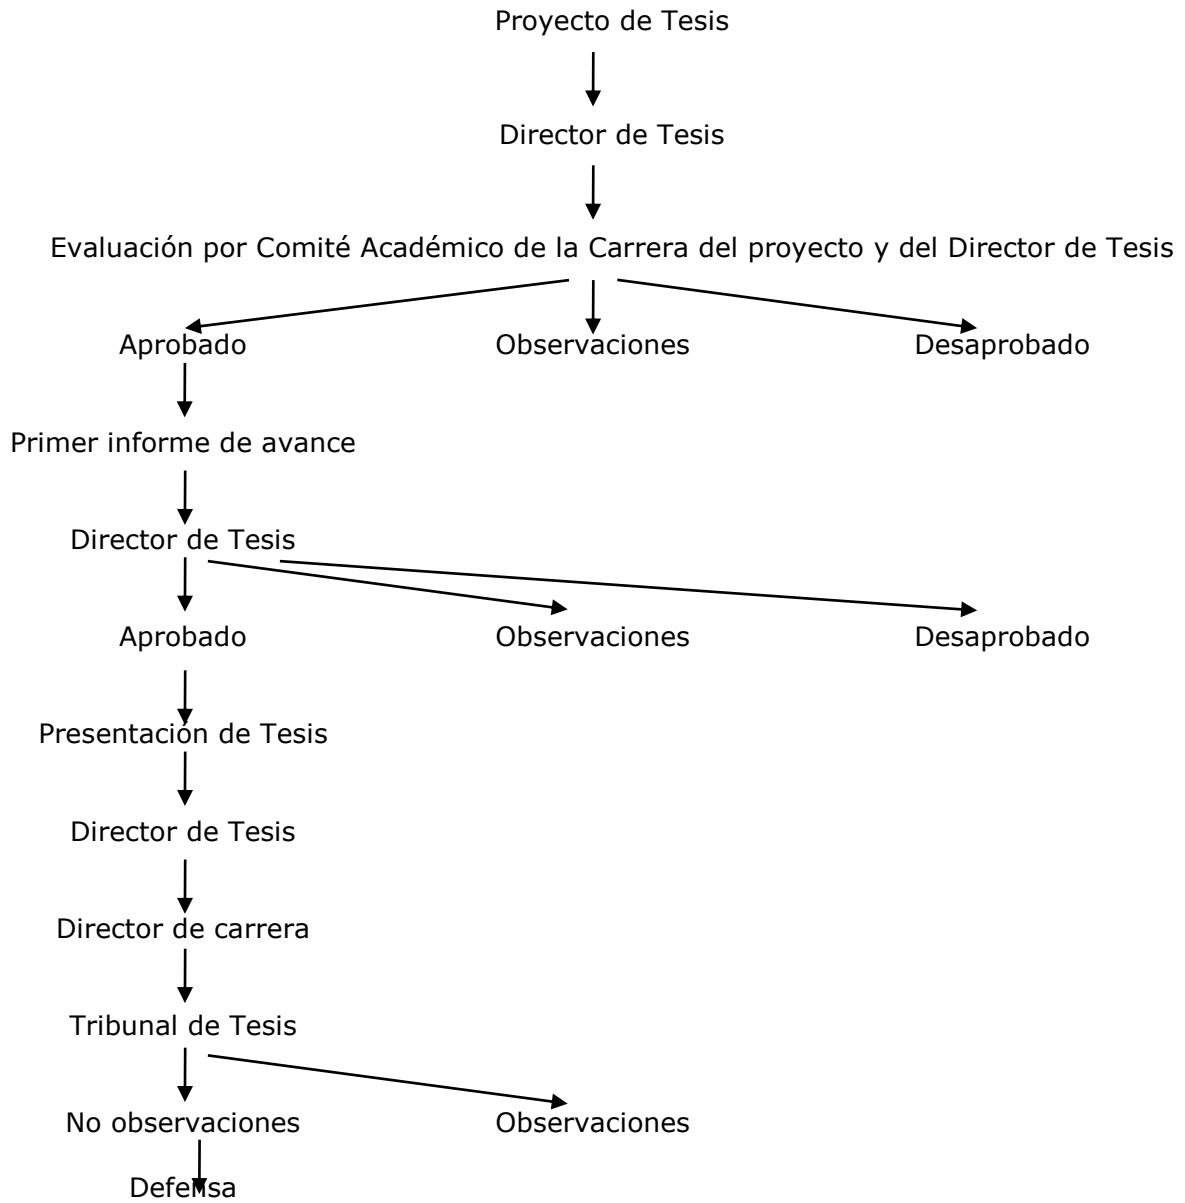 Proyecto de Tesis
Director de Tesis
Evaluación por Comité Académico de la Carrera del proyecto y del Director de Tesis
Aprobado Observaciones Desaprobado
Primer informe de avance
Director de Tesis
Aprobado Observaciones Desaprobado
Presentación de Tesis
Director de Tesis
Director de carrera
Tribunal de Tesis
No observaciones Observaciones
Defensa